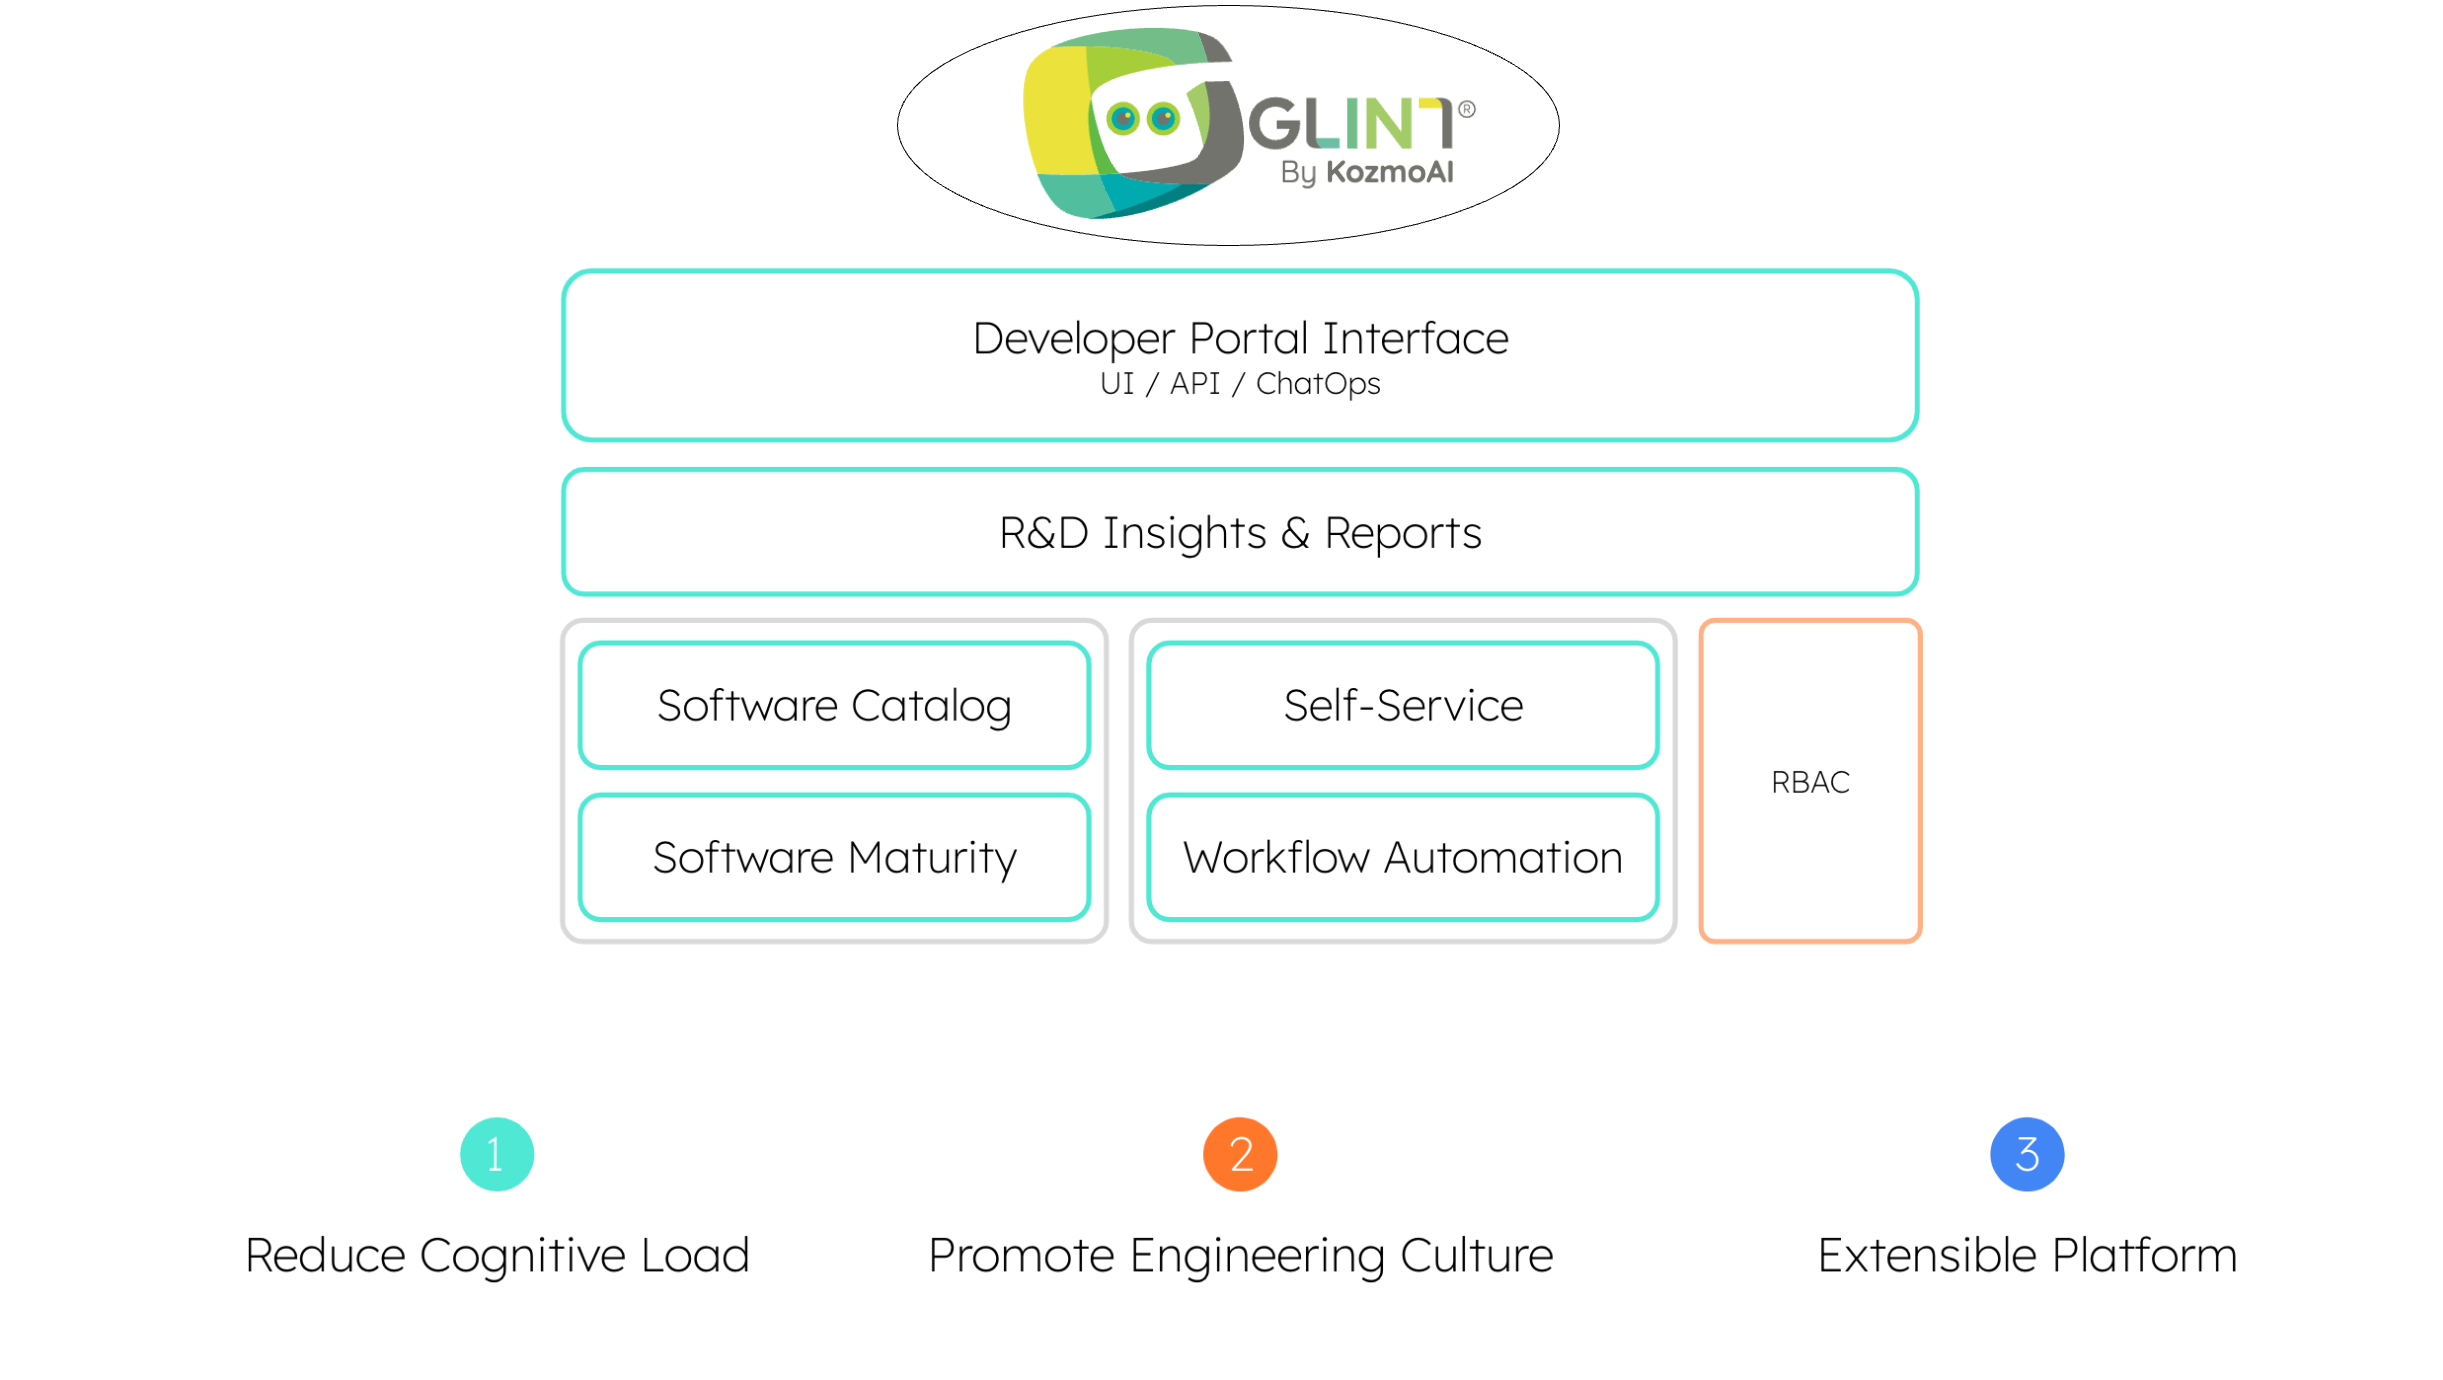 GLINT®
By KozmoAI
Developer Portal Interface
UI / API / ChatOps
R&D Insights & Reports
Software Catalog
Self-Service
RBAC
Software Maturity
Workflow Automation
1
2
3
Reduce Cognitive Load
Promote Engineering Culture
Extensible Platform